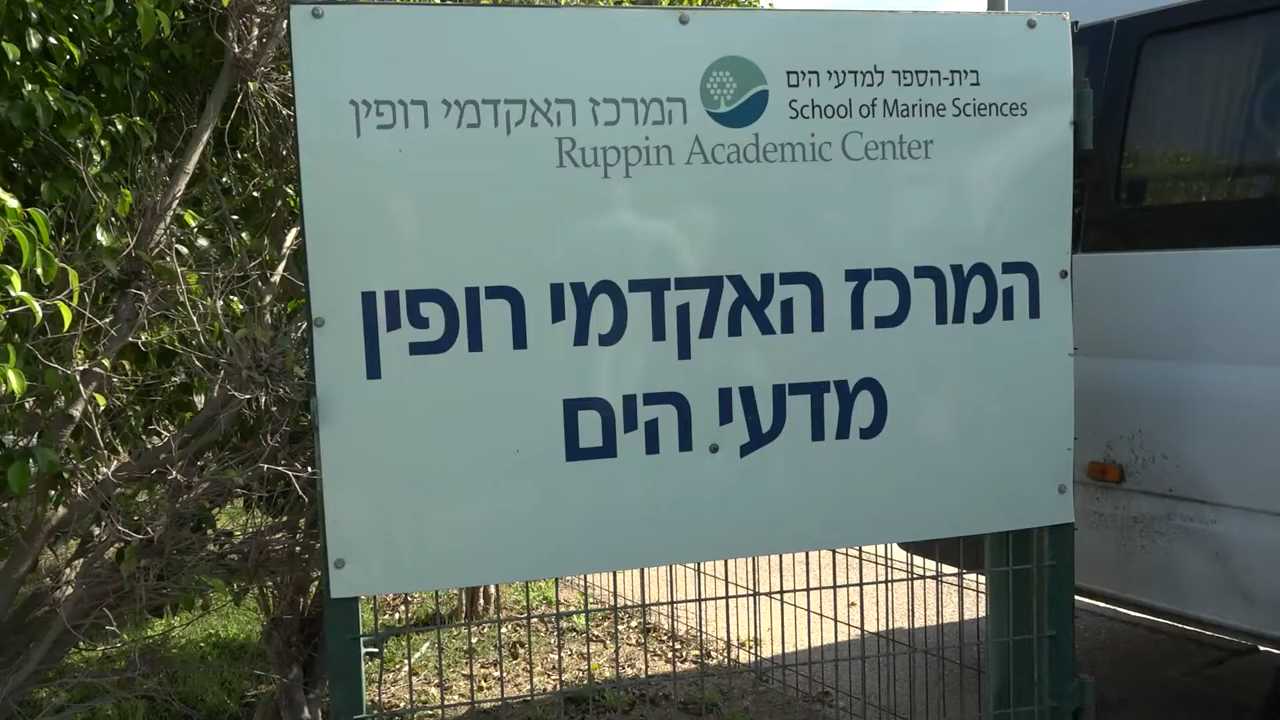 בית-הספר למדעי הים
School of Marine Sciences
המרכז האקדמי רופין
Ruppin Academic Center
המרכז האקדמי רופין
מדעי הים